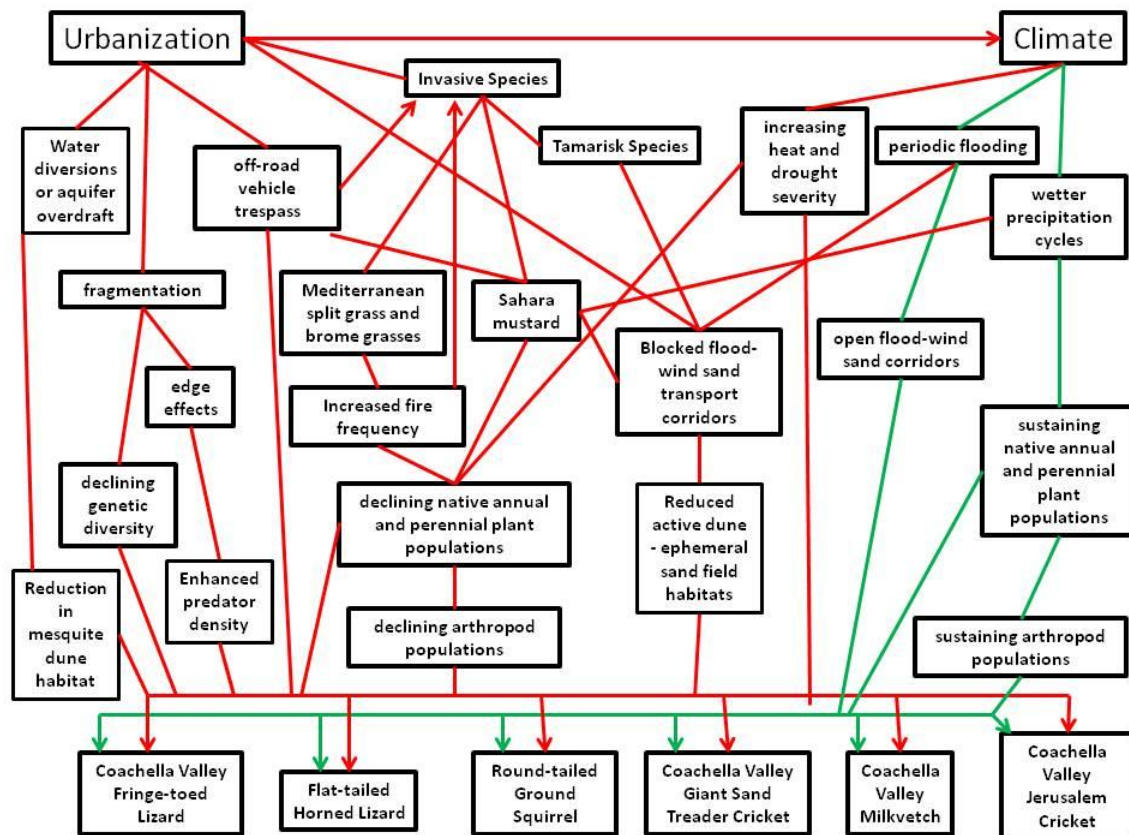 Urbanization
Climate
Invasive Species
Water
diversions
or aquifer
overdraft
off-road
vehicle
trespass
Tamarisk Species
increasing
heat and
drought
severity
periodic flooding
wetter
precipitation
cycles
fragmentation
Mediterranean
split grass and
brome grasses
Sahara
mustard
Blocked flood-
wind sand
transport
corridors
open flood-wind
sand corridors
edge
effects
Increased fire
frequency
sustaining
native annual
and perennial
plant
populations
declining
genetic
diversity
declining native annual
and perennial plant
populations
Reduced
active dune
- ephemeral
sand field
habitats
Reduction
in
mesquite
dune
habitat
Enhanced
predator
density
declining arthropod
populations
sustaining arthropod
populations
Coachella Valley
Fringe-toed
Lizard
Flat-tailed
Horned Lizard
Round-tailed
Ground
Squirrel
Coachella Valley
Giant Sand
Treader Cricket
Coachella
Valley
Milkvetch
Coachella
Valley
Jerusalem
Cricket